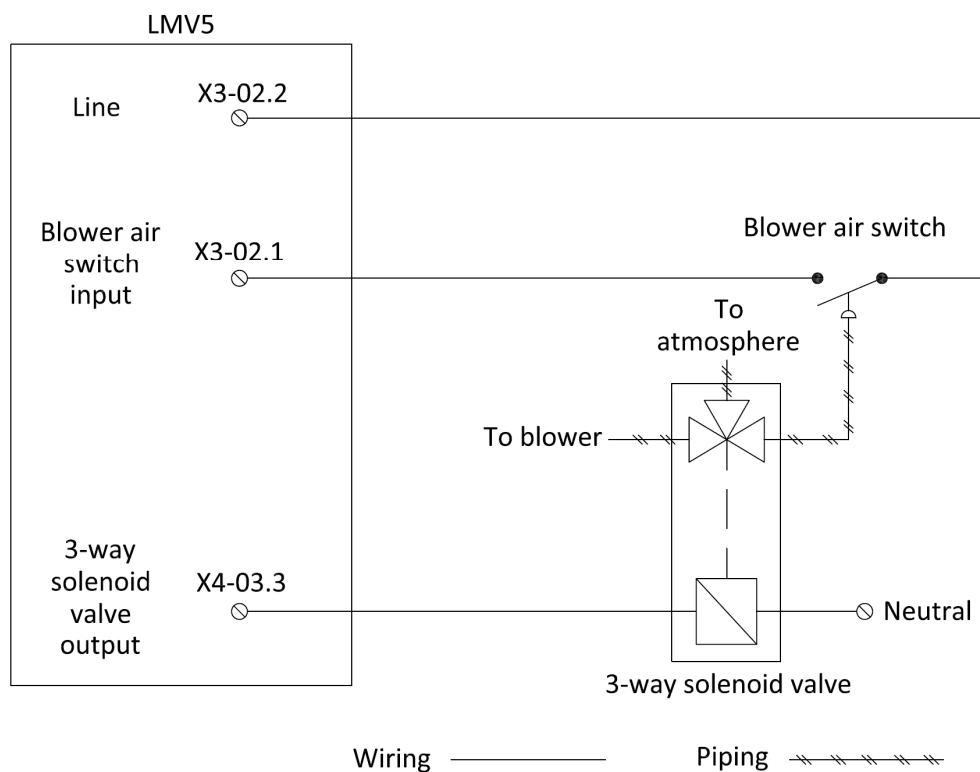 LMV5
Line
X3-02.2
Blower air
switch
input
X3-02.1
Blower air switch
To
atmosphere
To blower
3-way
solenoid
valve
output
X4-03.3
Neutral
3-way solenoid valve
Wiring
Piping